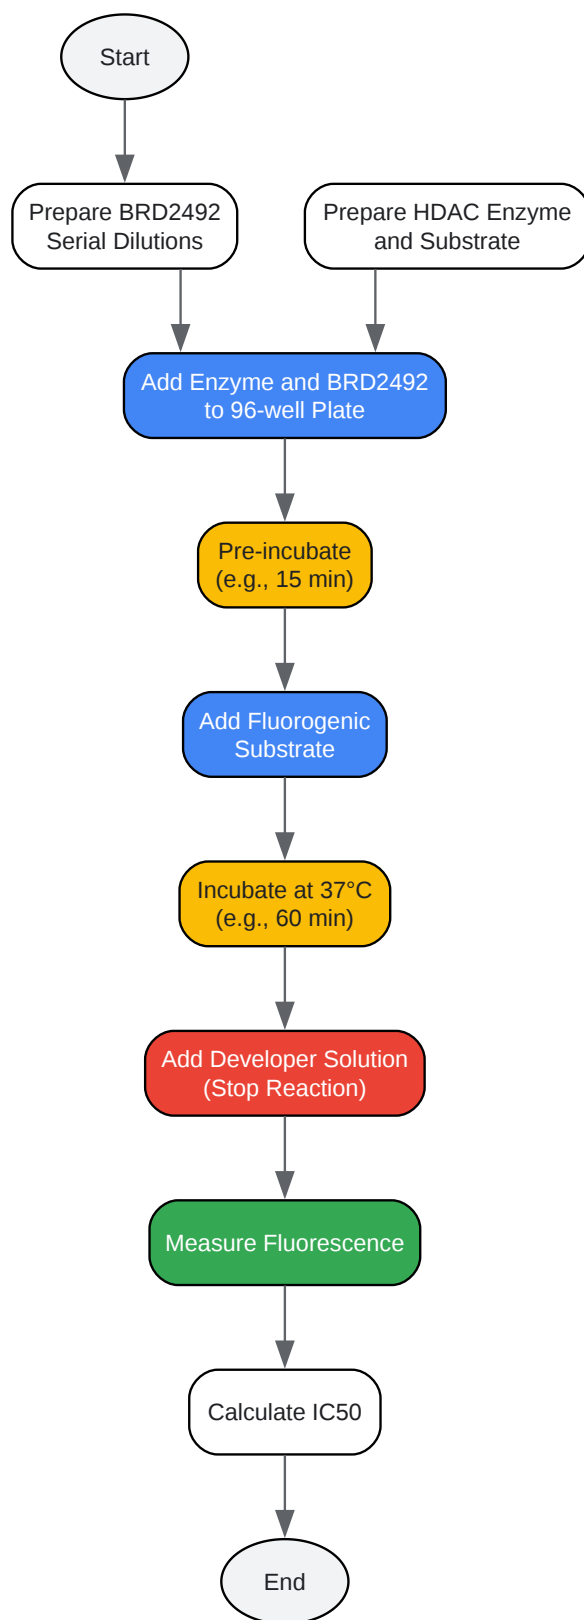 Start
Prepare BRD2492
Serial Dilutions
Prepare HDAC Enzyme
and Substrate
Add Enzyme and BRD2492
to 96-well Plate
Pre-incubate
(e.g., 15 min)
Add Fluorogenic
Substrate
Incubate at 37°C
(e.g., 60 min)
Add Developer Solution
(Stop Reaction)
Measure Fluorescence
Calculate IC50
End